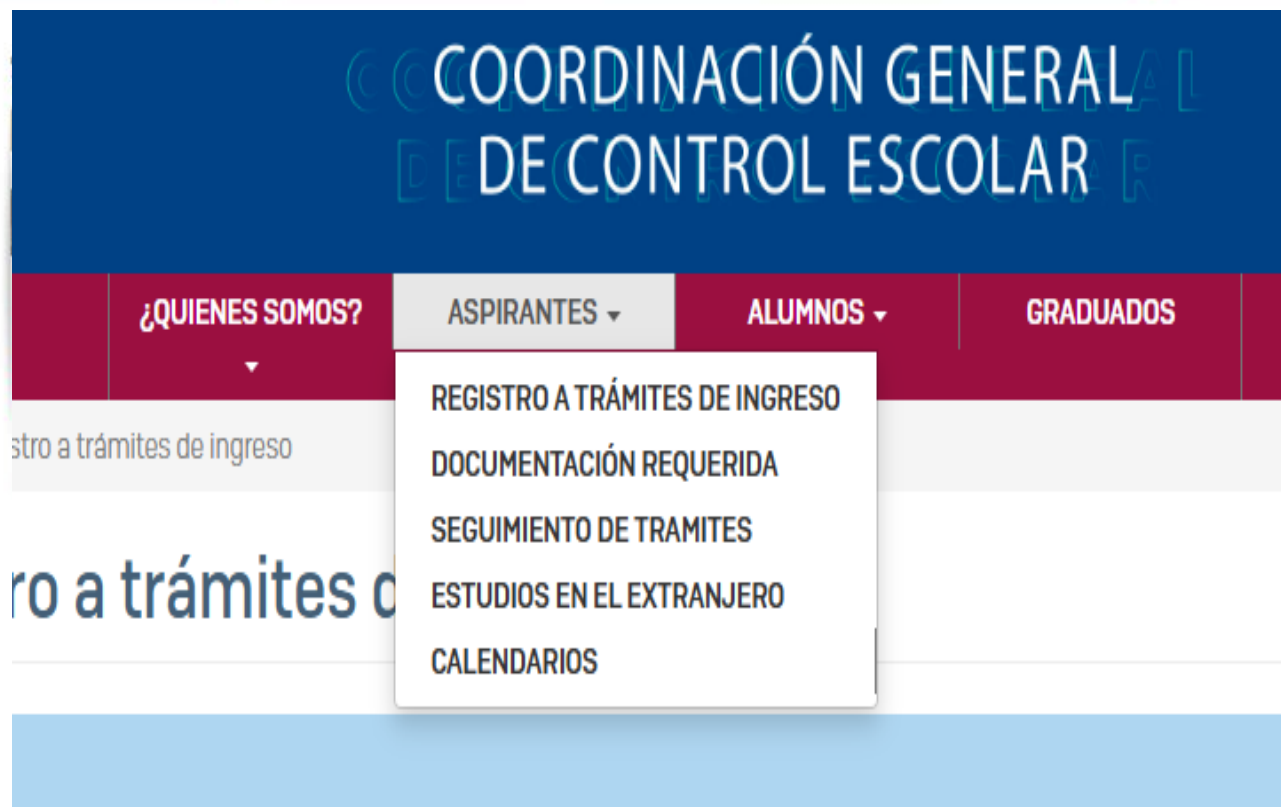 COORDINACIÓN GENERAL
DE CONTROL ESCOLAR
¿QUIENES SOMOS?
ASPIRANTES
ALUMNOS
GRADUADOS
REGISTRO A TRÁMITES DE INGRESO
DOCUMENTACIÓN REQUERIDA
SEGUIMIENTO DE TRAMITES
ESTUDIOS EN EL EXTRANJERO
CALENDARIOS
stro a trámites de ingreso
ro a trámites d